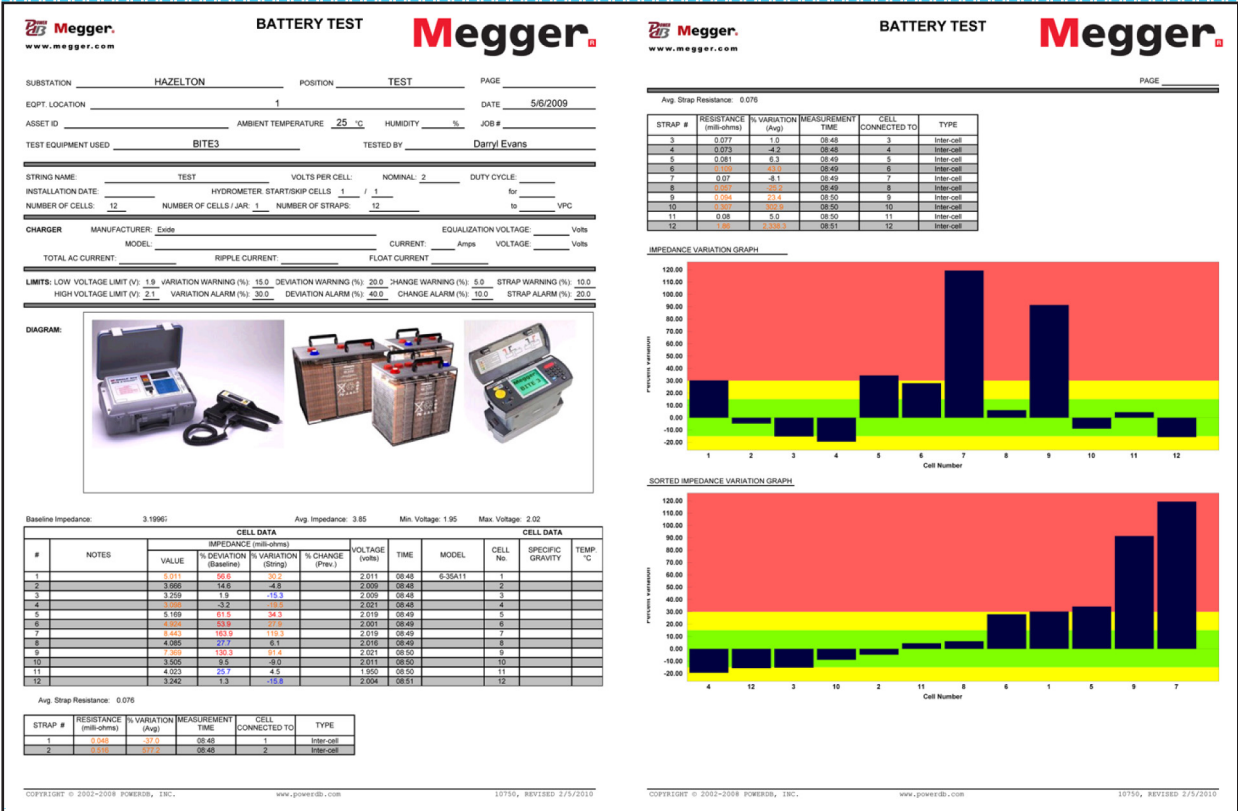 POWER DB Megger.
www.megger.com
BATTERY TEST
Megger.
SUBSTATION HAZELTON POSITION TEST PAGE
EQPT. LOCATION 1 DATE 5/6/2009
ASSET ID AMBIENT TEMPERATURE 25 °C HUMIDITY % JOB #
TEST EQUIPMENT USED BITE3 TESTED BY Darryl Evans
STRING NAME: TEST VOLTS PER CELL: NOMINAL: 2 DUTY CYCLE:
INSTALLATION DATE: HYDROMETER. START/SKIP CELLS 1 / 1 for
NUMBER OF CELLS: 12 NUMBER OF CELLS / JAR: 1 NUMBER OF STRAPS: 12 to VPC
CHARGER MANUFACTURER: Exide EQUALIZATION VOLTAGE: Volts
MODEL: CURRENT: Amps VOLTAGE: Volts
TOTAL AC CURRENT: RIPPLE CURRENT: FLOAT CURRENT
LIMITS: LOW VOLTAGE LIMIT (V): 1.9 VARIATION WARNING (%): 15.0 DEVIATION WARNING (%): 20.0 CHANGE WARNING (%): 5.0 STRAP WARNING (%): 10.0
HIGH VOLTAGE LIMIT (V): 2.1 VARIATION ALARM (%): 30.0 DEVIATION ALARM (%): 40.0 CHANGE ALARM (%): 10.0 STRAP ALARM (%): 20.0
DIAGRAM:
Megger
BITE 3
Baseline Impedance: 3.1996 Avg. Impedance: 3.85 Min. Voltage: 1.95 Max. Voltage: 2.02
CELL DATA CELL DATA
# NOTES IMPEDANCE (milli-ohms) VOLTAGE (volts) TIME MODEL CELL No. SPECIFIC GRAVITY TEMP. °C
VALUE % DEVIATION (Baseline) % VARIATION (String) % CHANGE (Prev.)
1 5.011 56.6 30.2 2.011 08:48 6-35A11 1
2 3.666 14.6 -4.8 2.009 08:48 2
3 3.259 1.9 -15.3 2.009 08:48 3
4 -3.2 2.021 08:48 4
5 5.169 61.5 34.3 2.019 08:49 5
6 4.924 53.9 27.9 2.001 08:49 6
7 8.443 163.9 119.3 2.019 08:49 7
8 4.085 27.7 6.1 2.016 08:49 8
9 7.369 130.3 91.4 2.021 08:50 9
10 3.505 9.5 -9.0 2.011 08:50 10
11 4.023 25.7 4.5 1.950 08:50 11
12 3.242 1.3 -15.8 2.004 08:51 12
Avg. Strap Resistance: 0.076
STRAP # RESISTANCE (milli-ohms) % VARIATION (Avg) MEASUREMENT TIME CELL CONNECTED TO TYPE
1 0.048 -37.0 08:48 1 Inter-cell
2 0.516 577.2 08:48 2 Inter-cell
COPYRIGHT © 2002-2008 POWERDB, INC. www.powerdb.com 10750, REVISED 2/5/2010
POWER DB Megger.
www.megger.com
BATTERY TEST
Megger.
PAGE
Avg. Strap Resistance: 0.076
STRAP # RESISTANCE (milli-ohms) % VARIATION (Avg) MEASUREMENT TIME CELL CONNECTED TO TYPE
3 0.077 1.0 08:48 3 Inter-cell
4 0.073 -4.2 08:48 4 Inter-cell
5 0.081 6.3 08:49 5 Inter-cell
6 0.109 43.0 08:49 6 Inter-cell
7 0.07 -8.1 08:49 7 Inter-cell
8 0.057 -25.2 08:49 8 Inter-cell
9 0.094 23.4 08:50 9 Inter-cell
10 0.307 302.9 08:50 10 Inter-cell
11 0.08 5.0 08:50 11 Inter-cell
12 08:51 12 Inter-cell
IMPEDANCE VARIATION GRAPH
120.00
110.00
100.00
90.00
80.00
70.00
60.00
50.00
40.00
30.00
20.00
10.00
0.00
-10.00
-20.00
Percent Variation
1 2 3 4 5 6 7 8 9 10 11 12
Cell Number
SORTED IMPEDANCE VARIATION GRAPH
120.00
110.00
100.00
90.00
80.00
70.00
60.00
50.00
40.00
30.00
20.00
10.00
0.00
-10.00
-20.00
Percent Variation
4 12 3 10 2 11 8 6 1 5 9 7
Cell Number
COPYRIGHT © 2002-2008 POWERDB, INC. www.powerdb.com 10750, REVISED 2/5/2010